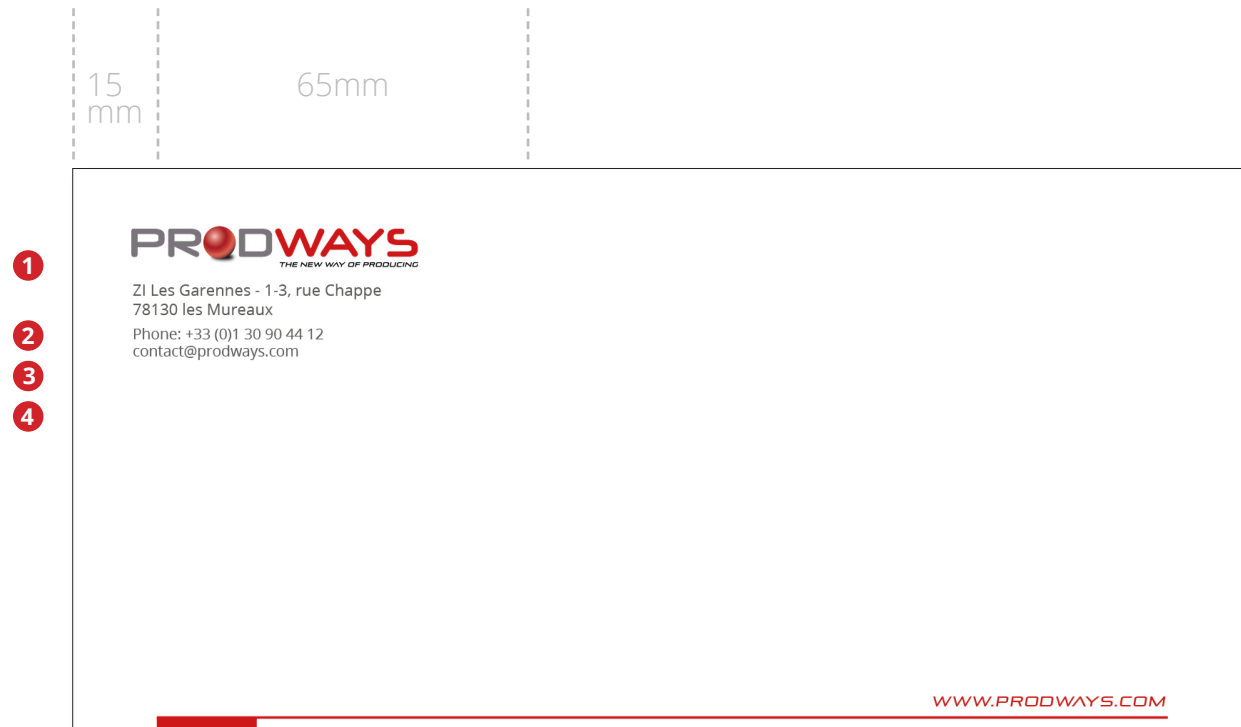 15
mm
65mm
PRODWAYS
THE NEW WAY OF PRODUCING
1
ZI Les Garennes - 1-3, rue Chappe
78130 les Mureaux
2
Phone: +33 (0)1 30 90 44 12
contact@prodways.com
3
4
WWW.PRODWAYS.COM